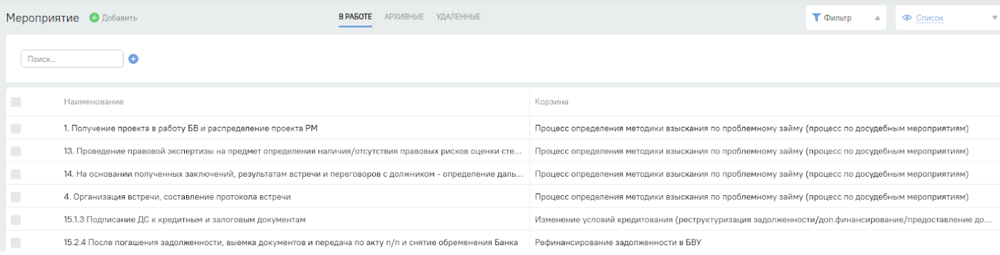 Мероприятие Добавить В РАБОТЕ АРХИВНЫЕ УДАЛЕННЫЕ Фильтр Список
Поиск...
Наименование Корзина
1. Получение проекта в работу БВ и распределение проекта РМ Процесс определения методики взыскания по проблемному займу (процесс по досудебным мероприятиям)
13. Проведение правовой экспертизы на предмет определения наличия/отсутствия правовых рисков оценки сте... Процесс определения методики взыскания по проблемному займу (процесс по досудебным мероприятиям)
14. На основании полученных заключений, результатам встречи и переговоров с должником - определение даль... Процесс определения методики взыскания по проблемному займу (процесс по досудебным мероприятиям)
4. Организация встречи, составление протокола встречи Процесс определения методики взыскания по проблемному займу (процесс по досудебным мероприятиям)
15.1.3 Подписание ДС к кредитным и залоговым документам Изменение условий кредитования (реструктуризация задолженности/доп.финансирование/предоставление до...
15.2.4 После погашения задолженности, выемка документов и передача по акту п/п и снятие обременения Банка Рефинансирование задолженности в БВУ